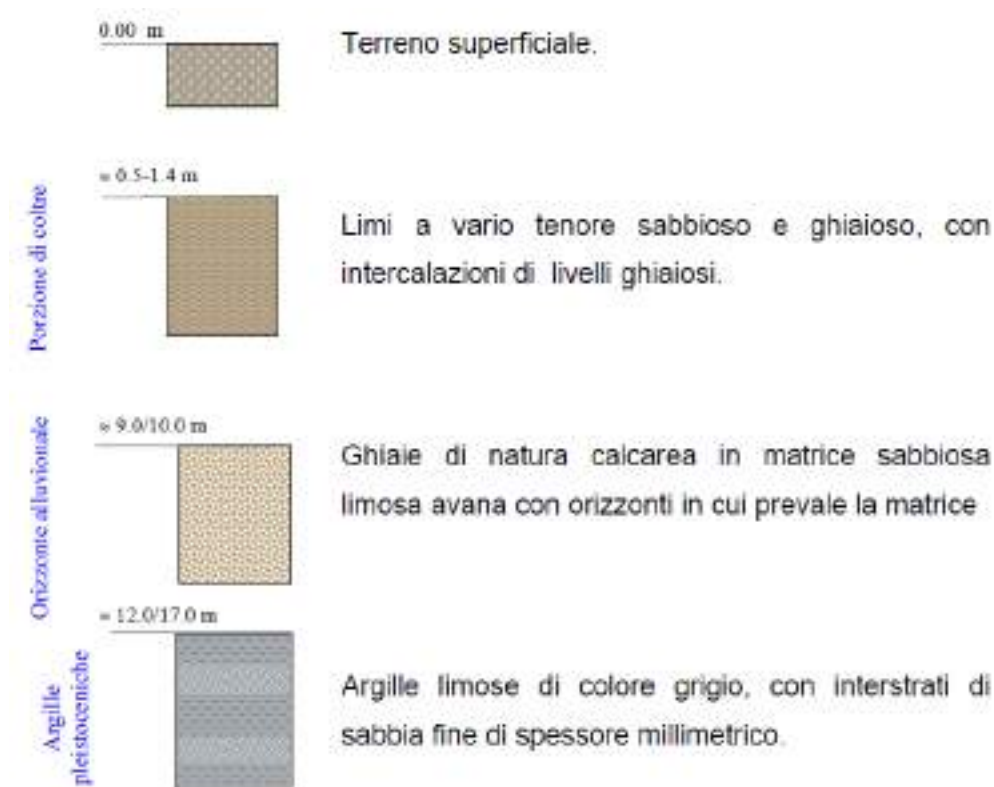 0.00 m
Terreno superficiale.
≈ 0.5-1.4 m
Porzione di coltre
Limi a vario tenore sabbioso e ghiaioso, con
intercalazioni di livelli ghiaiosi.
≈ 9.0/10.0 m
Orizzonte alluvionale
Ghiaie di natura calcarea in matrice sabbiosa
limosa avana con orizzonti in cui prevale la matrice
≈ 12.0/17.0 m
Argille
pleistoceniche
Argille limose di colore grigio, con interstrati di
sabbia fine di spessore millimetrico.